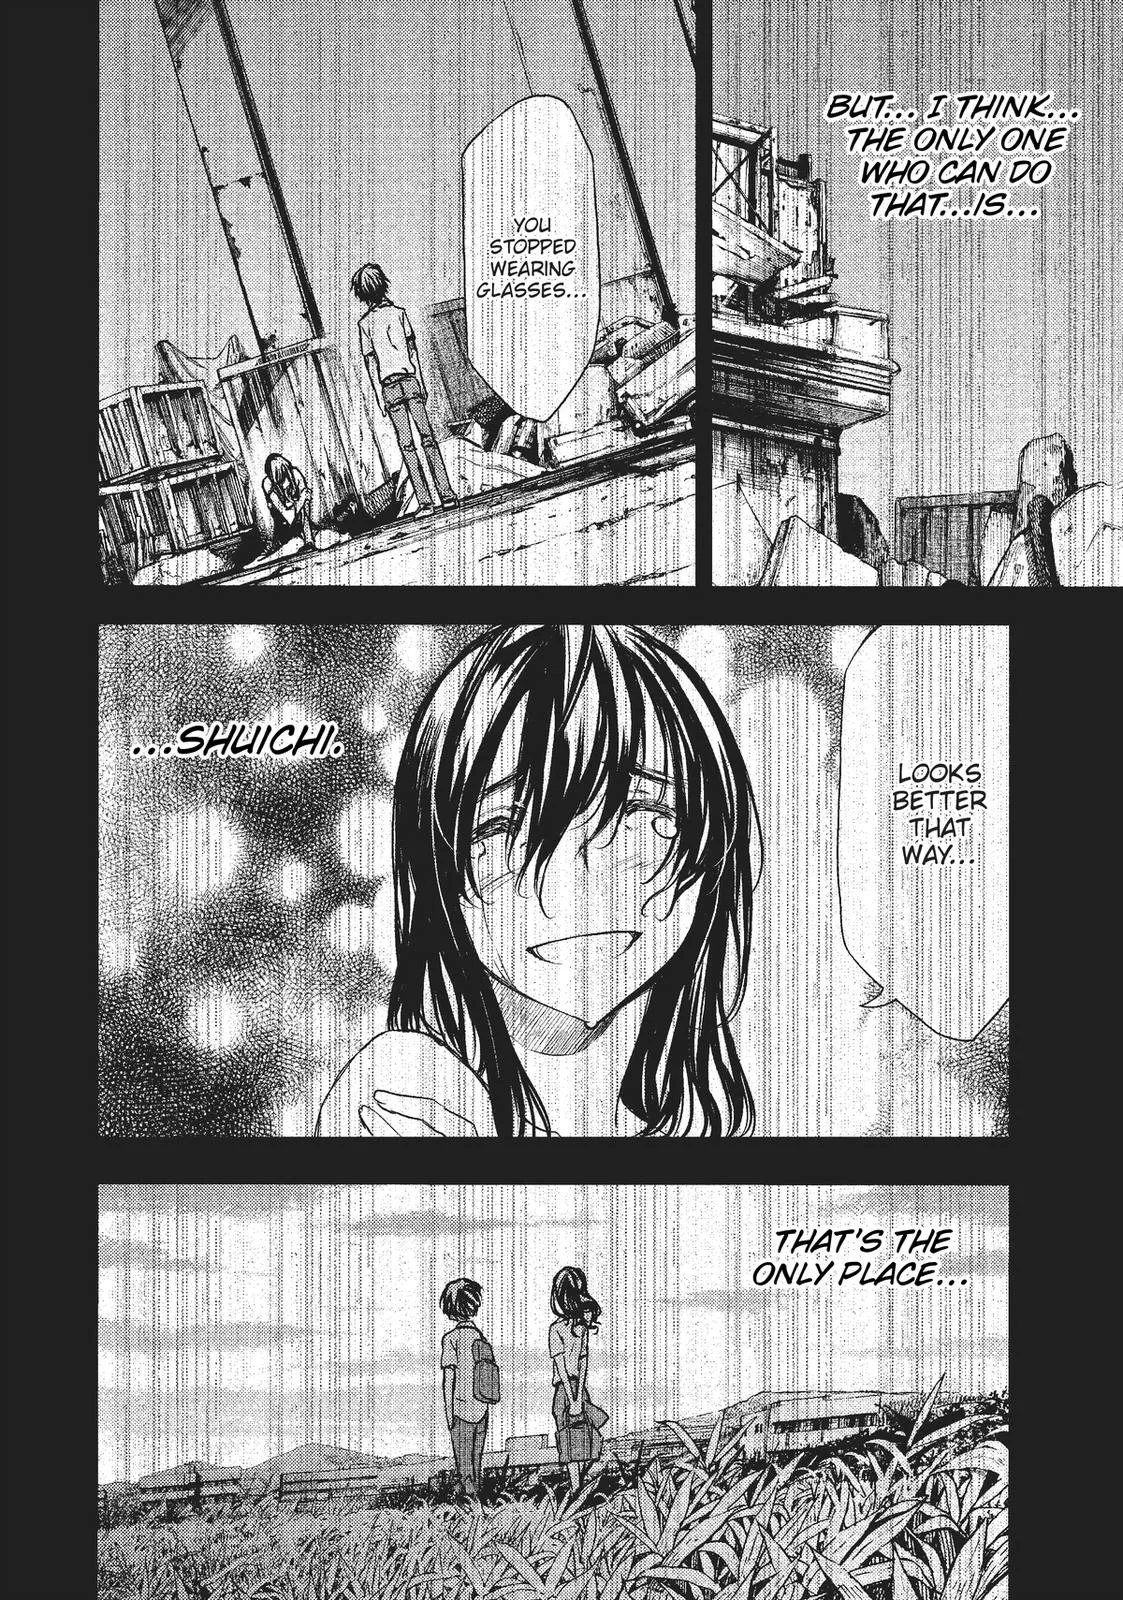 BUT... I THINK...
THE ONLY ONE
WHO CAN DO
THAT...IS...
YOU
STOPPED
WEARING
GLASSES...
LOOKS
BETTER
THAT
WAY...
...SHUICHI.
THAT'S THE
ONLY PLACE...